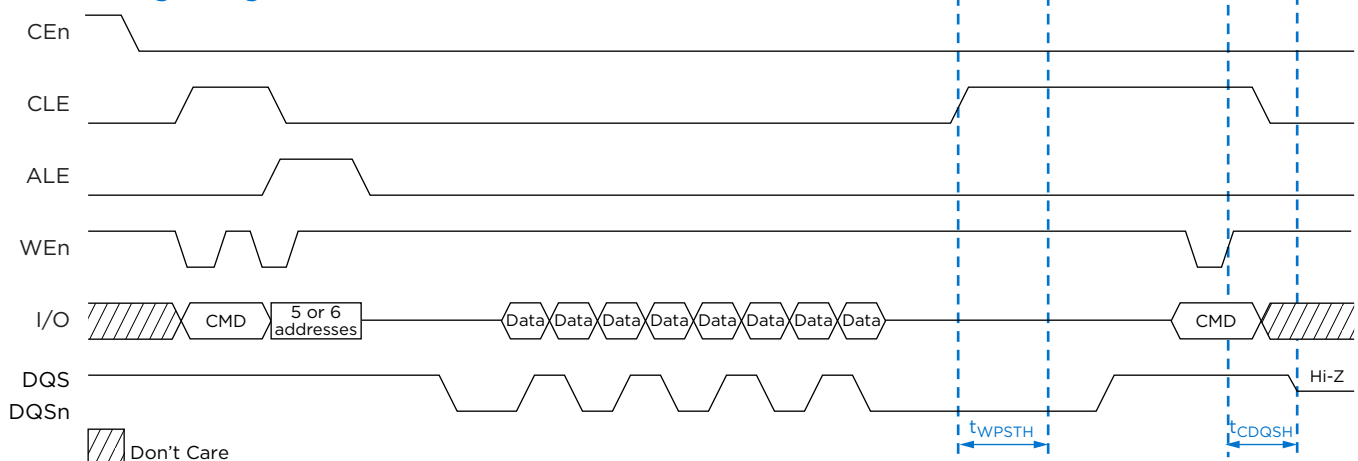 CEn
CLE
ALE
WEn
I/O CMD 5 or 6 addresses Data Data Data Data Data Data Data Data CMD
DQS Hi-Z
DQSn
tWPSTH tCDQSH
Don't Care